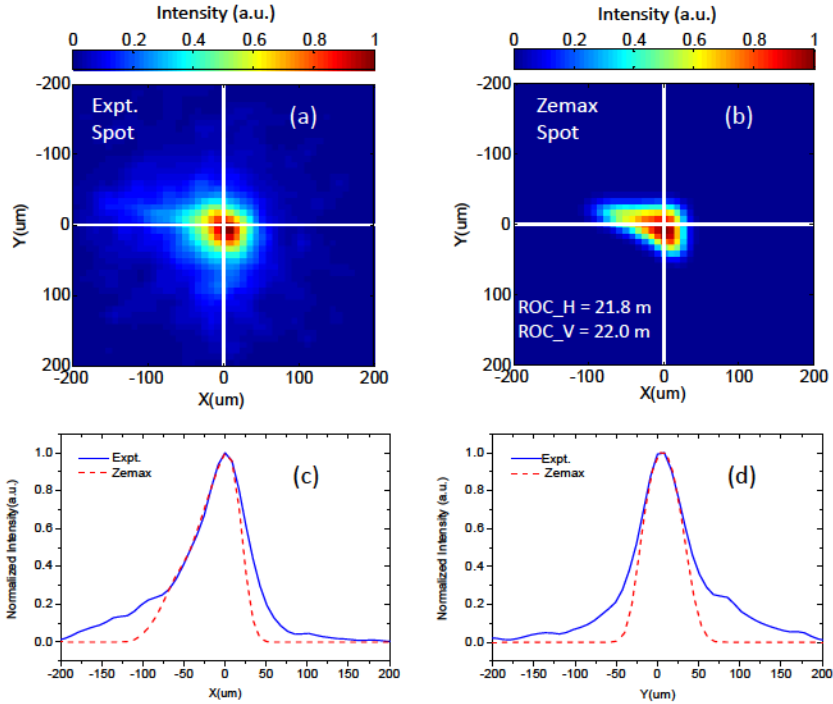 Intensity (a.u.)
0 0.2 0.4 0.6 0.8 1
-200
-100
0
100
200
Y(um)
Expt.
Spot
(a)
-200 -100 0 100 200
X(um)
Intensity (a.u.)
0 0.2 0.4 0.6 0.8 1
-200
-100
0
100
200
Y(um)
Zemax
Spot
(b)
ROC_H = 21.8 m
ROC_V = 22.0 m
-200 -100 0 100 200
X(um)
Normalized Intensity(a.u.)
1.0
0.8
0.6
0.4
0.2
0.0
Expt.
Zemax
(c)
-200 -150 -100 -50 0 50 100 150 200
X(um)
Normalized Intensity(a.u.)
1.0
0.8
0.6
0.4
0.2
0.0
Expt.
Zemax
(d)
-200 -150 -100 -50 0 50 100 150 200
Y(um)